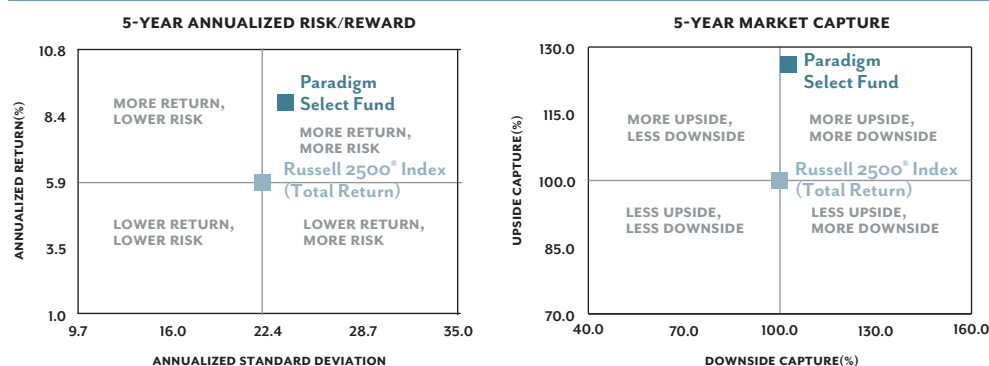 5-YEAR ANNUALIZED RISK/REWARD
10.8
8.4
5.9
3.5
1.0
ANNUALIZED RETURN(%)
MORE RETURN,
LOWER RISK
Paradigm
Select Fund
MORE RETURN,
MORE RISK
Russell 2500® Index
(Total Return)
LOWER RETURN,
LOWER RISK
LOWER RETURN,
MORE RISK
9.7 16.0 22.4 28.7 35.0
ANNUALIZED STANDARD DEVIATION
5-YEAR MARKET CAPTURE
130.0
115.0
100.0
85.0
70.0
UPSIDE CAPTURE(%)
Paradigm
Select Fund
MORE UPSIDE,
LESS DOWNSIDE
MORE UPSIDE,
MORE DOWNSIDE
Russell 2500® Index
(Total Return)
LESS UPSIDE,
LESS DOWNSIDE
LESS UPSIDE,
MORE DOWNSIDE
40.0 70.0 100.0 130.0 160.0
DOWNSIDE CAPTURE(%)